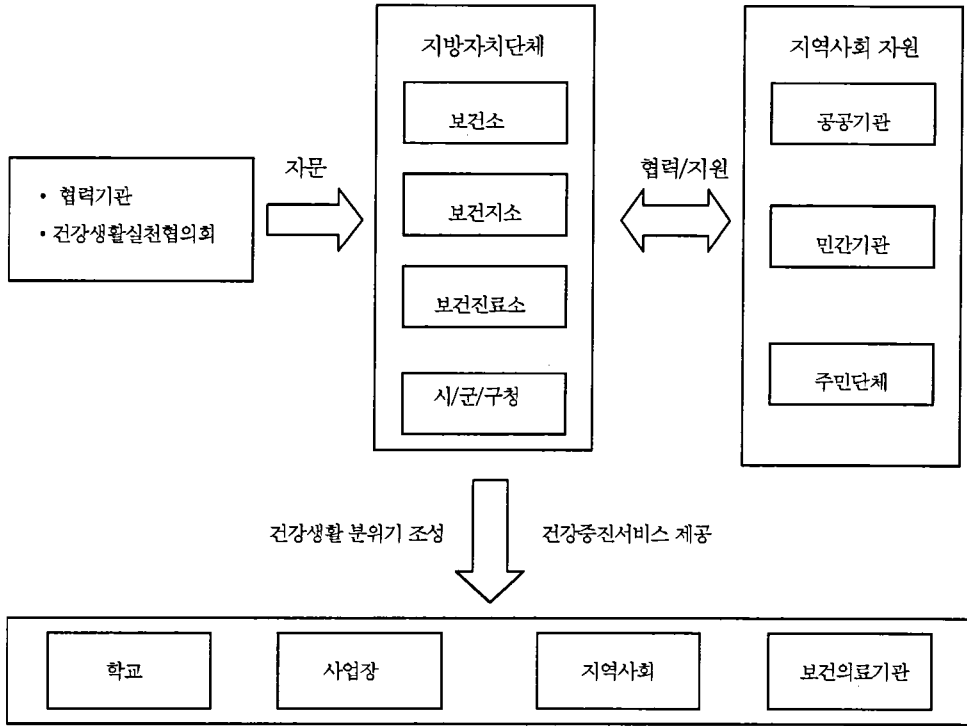 지방자치단체
보건소
보건지소
보건진료소
시/군/구청
지역사회 자원
공공기관
민간기관
주민단체
• 협력기관
• 건강생활실천협의회
자문
협력/지원
건강생활 분위기 조성
건강증진서비스 제공
학교
사업장
지역사회
보건의료기관